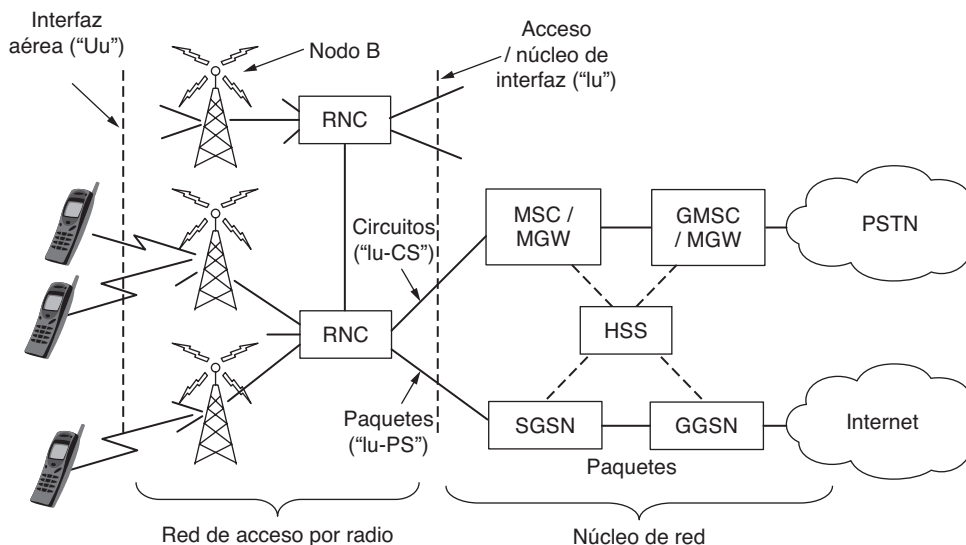 Interfaz
aérea (“Uu”)
Nodo B
Acceso
/ núcleo de
interfaz (“lu”)
RNC
MSC /
MGW
GMSC
/ MGW
PSTN
Circuitos
(“lu-CS”)
RNC
HSS
Paquetes
(“lu-PS”)
SGSN
GGSN
Internet
Paquetes
Red de acceso por radio
Núcleo de red